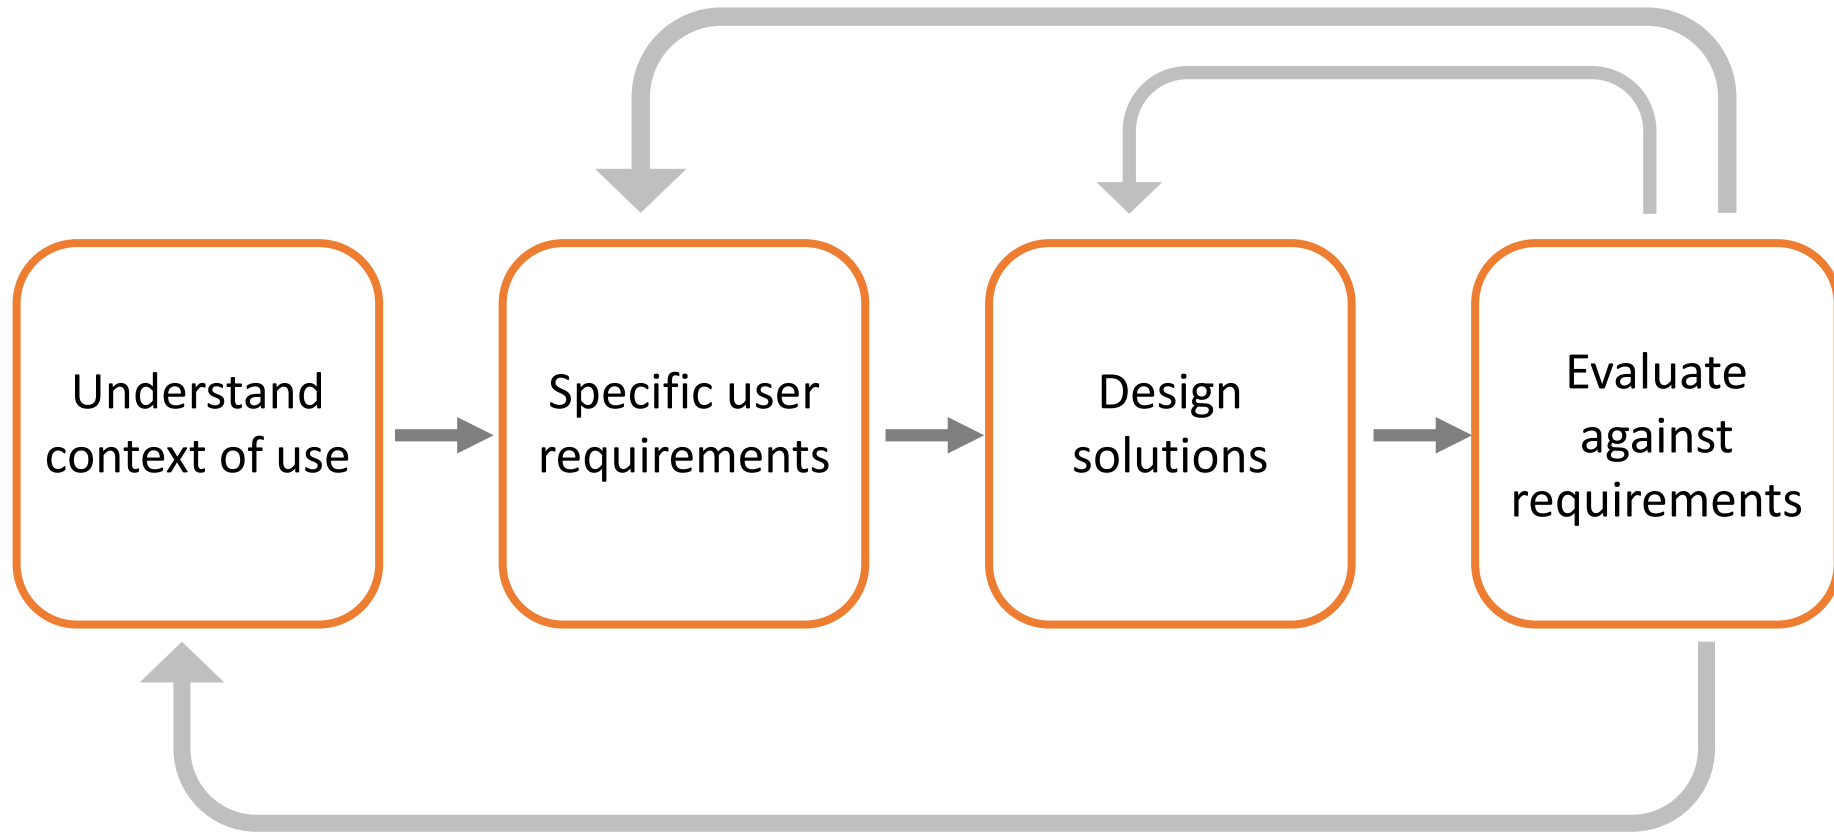 Understand
context of use
Specific user
requirements
Design
solutions
Evaluate
against
requirements